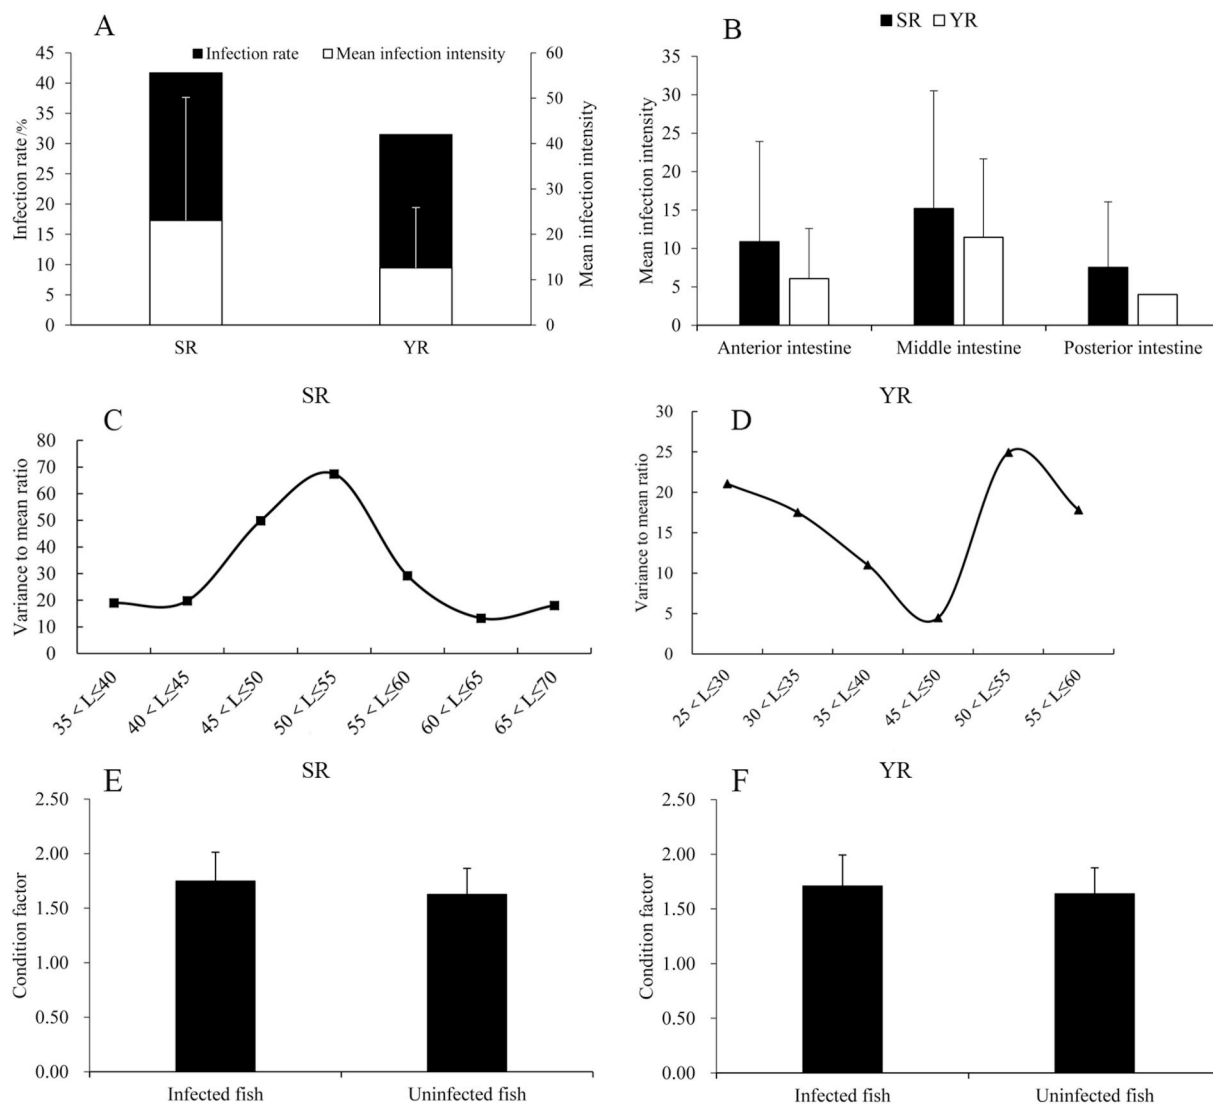 A
■ Infection rate □ Mean infection intensity
Infection rate/%
45
40
35
30
25
20
15
10
5
0
60
50
40
30
20
10
0
Mean infection intensity
SR YR
B
■ SR □ YR
Mean infection intensity
35
30
25
20
15
10
5
0
Anterior intestine Middle intestine Posterior intestine
SR
C
Variance to mean ratio
80
70
60
50
40
30
20
10
0
35 < L≤40
40 < L≤45
45 < L≤50
50 < L≤55
55 < L≤60
60 < L≤65
65 < L≤70
YR
D
Variance to mean ratio
30
25
20
15
10
5
0
25 < L≤30
30 < L≤35
35 < L≤40
45 < L≤50
50 < L≤55
55 < L≤60
SR
E
Condition factor
2.50
2.00
1.50
1.00
0.50
0.00
Infected fish Uninfected fish
YR
F
Condition factor
2.50
2.00
1.50
1.00
0.50
0.00
Infected fish Uninfected fish